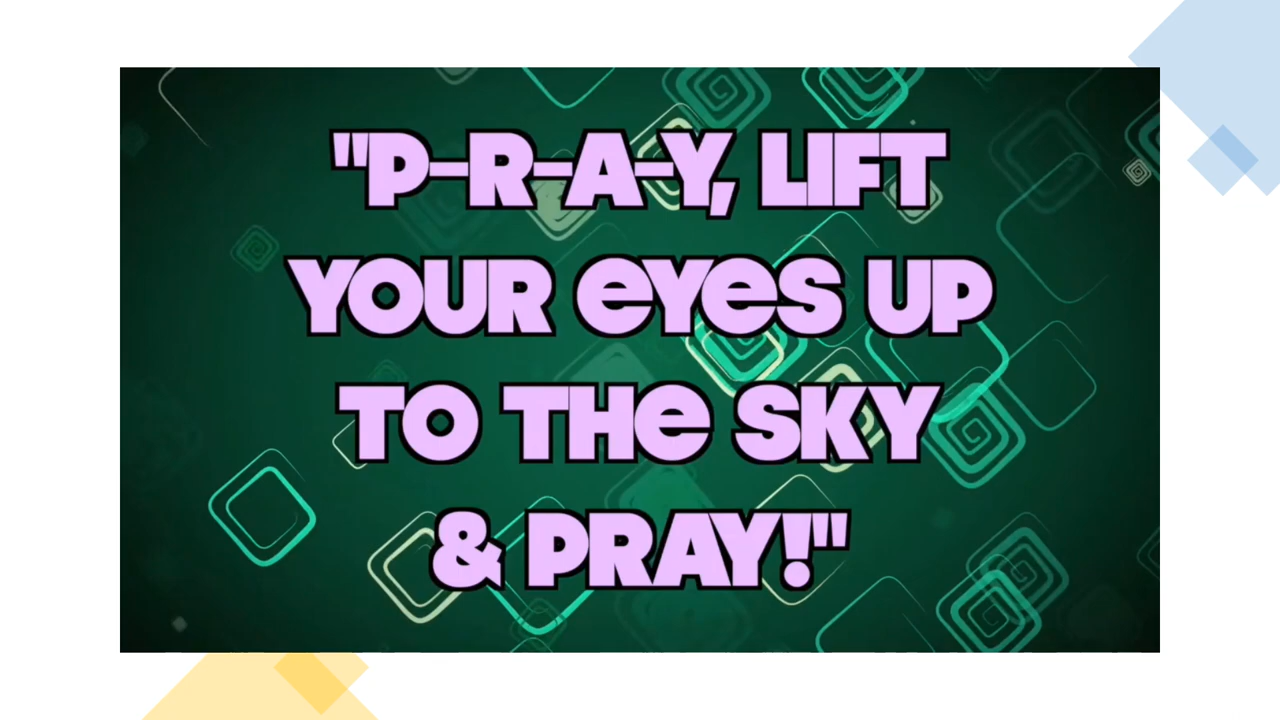 "P-R-A-Y, LIFT
YOUR eYeS UP
TO THe SKY
& PRAY!"